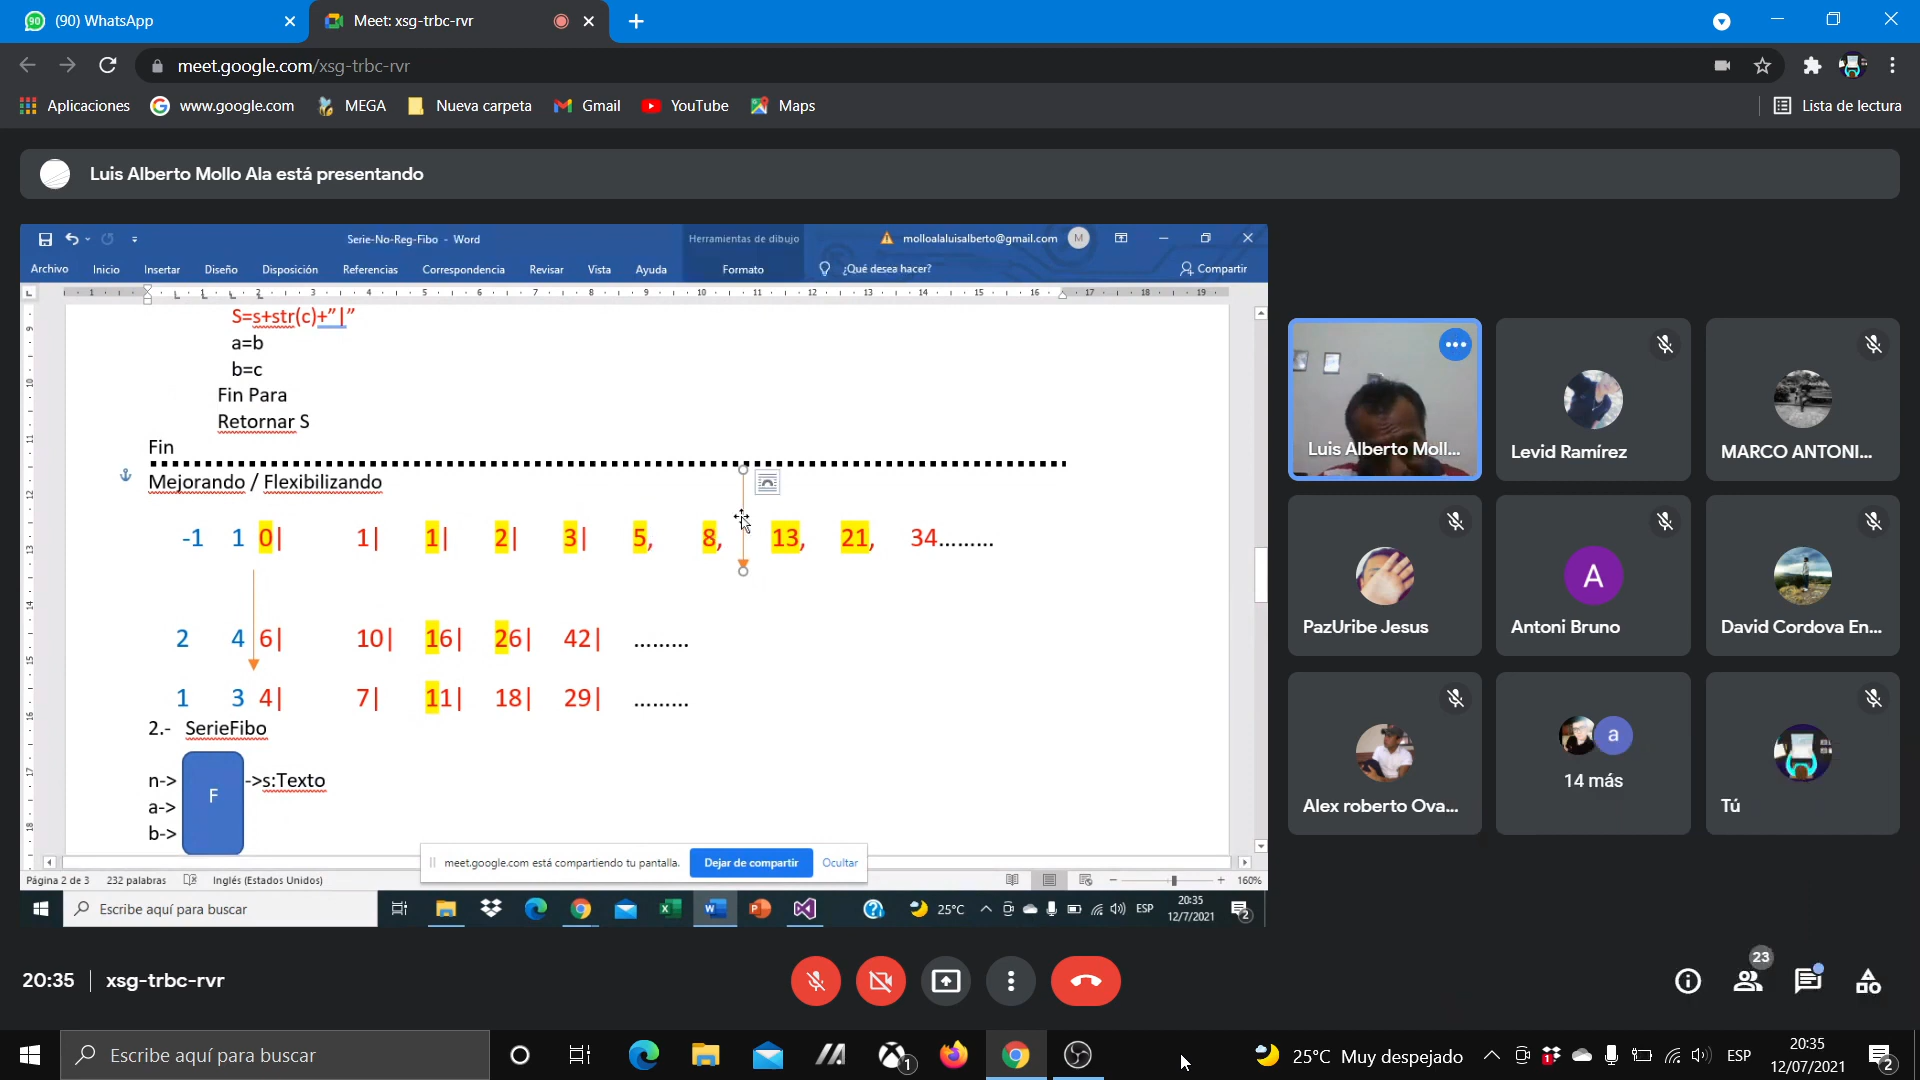 (90) WhatsApp
Meet: xsg-trbc-rvr
meet.google.com/xsg-trbc-rvr
Aplicaciones www.google.com MEGA Nueva carpeta Gmail YouTube Maps Lista de lectura
Luis Alberto Mollo Ala está presentando
Serie-No-Reg-Fibo - Word Herramientas de dibujo molloalaluisalberto@gmail.com M
Archivo Inicio Insertar Diseño Disposición Referencias Correspondencia Revisar Vista Ayuda Formato ¿Qué desea hacer? Compartir
S=s+str(c)+”|”
a=b
b=c
Fin Para
Retornar S
Fin
Mejorando / Flexibilizando
-1 1 0| 1| 1| 2| 3| 5, 8, 13, 21, 34.........
2 4 6| 10| 16| 26| 42| .........
1 3 4| 7| 11| 18| 29| .........
2.- SerieFibo
n-> F ->s:Texto
a->
b->
meet.google.com está compartiendo tu pantalla. Dejar de compartir Ocultar
Página 2 de 3 232 palabras Inglés (Estados Unidos) 160%
Escribe aquí para buscar 25°C ESP 20:35 12/7/2021 2
Luis Alberto Moll...
Levid Ramírez
MARCO ANTONI...
PazUribe Jesus
A
Antoni Bruno
David Cordova En...
Alex roberto Ova...
a
14 más
Tú
20:35 xsg-trbc-rvr 23
Escribe aquí para buscar 1 25°C Muy despejado 1 ESP 20:35 12/07/2021 2